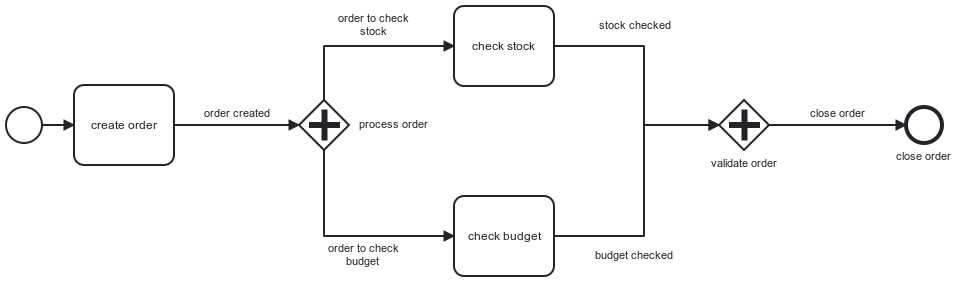 order to check
stock
check stock
stock checked
create order
order created
process order
close order
validate order
close order
order to check
budget
check budget
budget checked